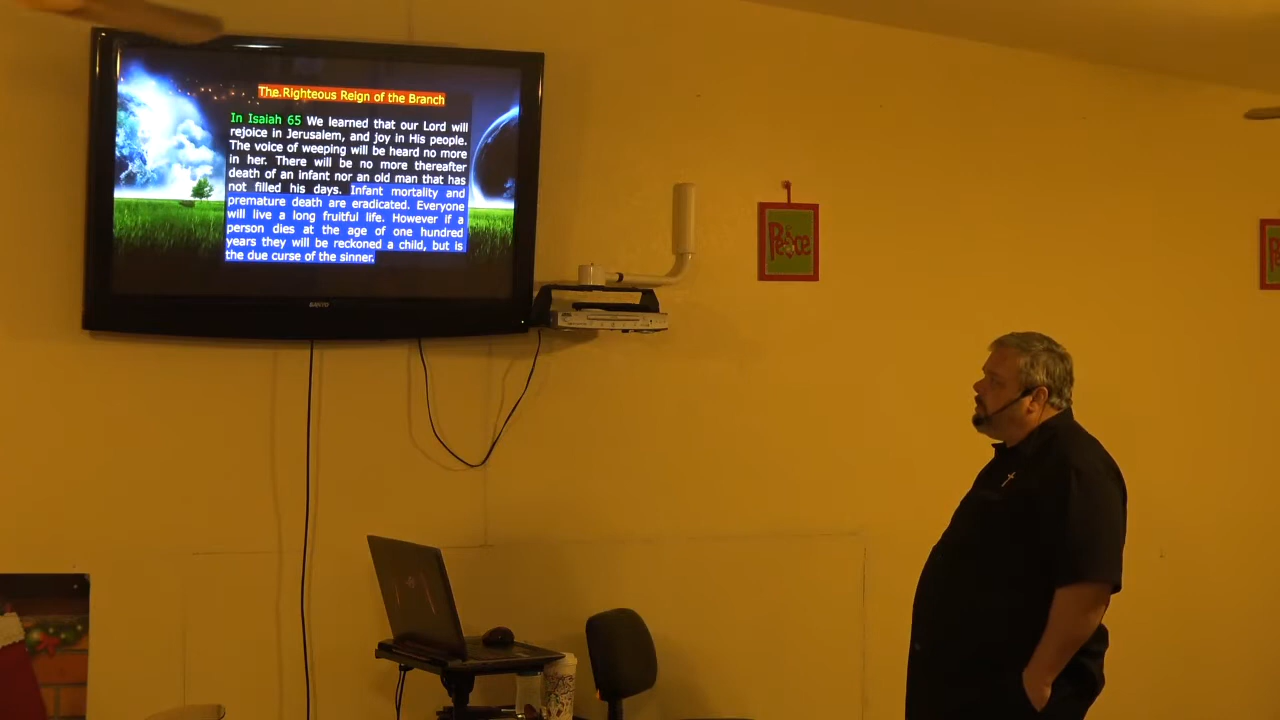 The.Righteous Reign of the Branch
In Isaiah 65 We learned that our Lord will
rejoice in Jerusalem, and joy in His people.
The voice of weeping will be heard no more
in her. There will be no more thereafter
death of an infant nor an old man that has
not filled his days. Infant mortality and
premature death are eradicated. Everyone
will live a long fruitful life. However if a
person dies at the age of one hundred
years they will be reckoned a child, but is
the due curse of the sinner.
SANYO
Peace